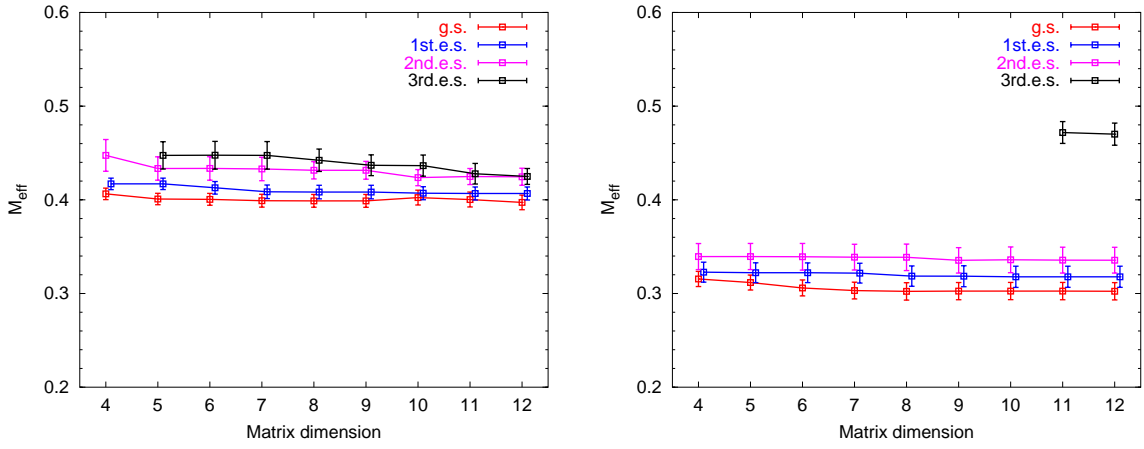 0.6
0.5
0.4
0.3
0.2
M_eff
g.s.
1st.e.s.
2nd.e.s.
3rd.e.s.
4 5 6 7 8 9 10 11 12
Matrix dimension
0.6
0.5
0.4
0.3
0.2
M_eff
g.s.
1st.e.s.
2nd.e.s.
3rd.e.s.
4 5 6 7 8 9 10 11 12
Matrix dimension